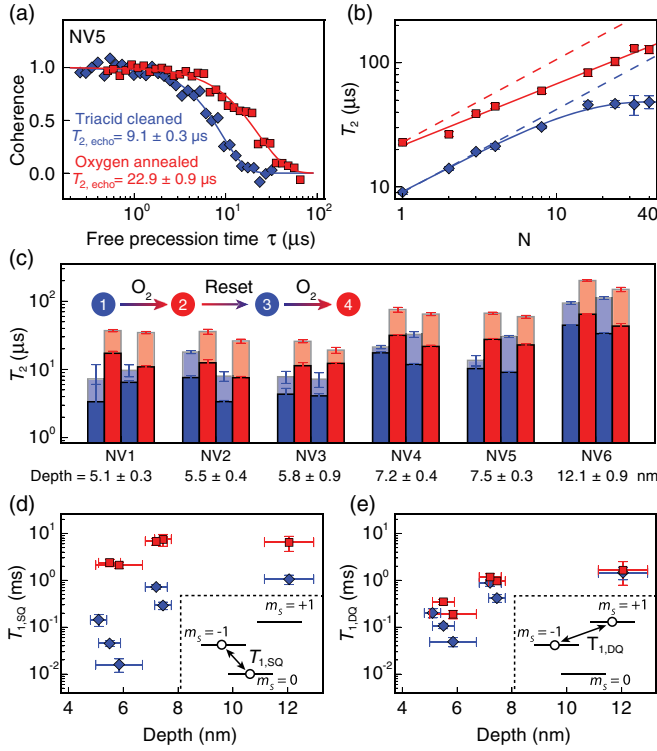 (a)
NV5
Coherence
1.0
0.5
0.0
Triacid cleaned
T2, echo= 9.1 ± 0.3 µs
Oxygen annealed
T2, echo= 22.9 ± 0.9 µs
10⁰ 10¹ 10²
Free precession time τ (µs)
(b)
T2 (µs)
100
10
1 10 20 40
N
(c)
T2 (µs)
10²
10¹
10⁰
1 O2 2 Reset 3 O2 4
NV1 NV2 NV3 NV4 NV5 NV6
Depth = 5.1 ± 0.3 5.5 ± 0.4 5.8 ± 0.9 7.2 ± 0.4 7.5 ± 0.3 12.1 ± 0.9 nm
(d)
T1,SQ (ms)
10¹
10⁰
10⁻¹
10⁻²
ms = +1
ms = -1
T1,SQ
ms = 0
4 6 8 10 12
Depth (nm)
(e)
T1,DQ (ms)
10¹
10⁰
10⁻¹
10⁻²
ms = +1
ms = -1
T1,DQ
ms = 0
4 6 8 10 12
Depth (nm)